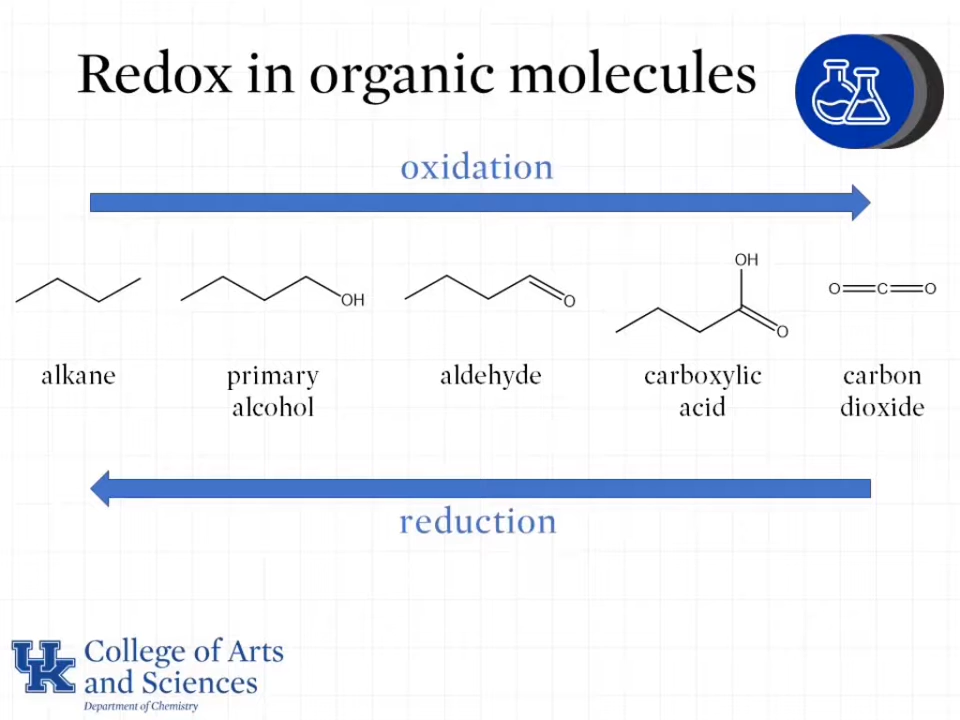 Redox in organic molecules
oxidation
OH
OH
O
O
O C O
alkane
primary
alcohol
aldehyde
carboxylic
acid
carbon
dioxide
reduction
UK
College of Arts
and Sciences
Department of Chemistry